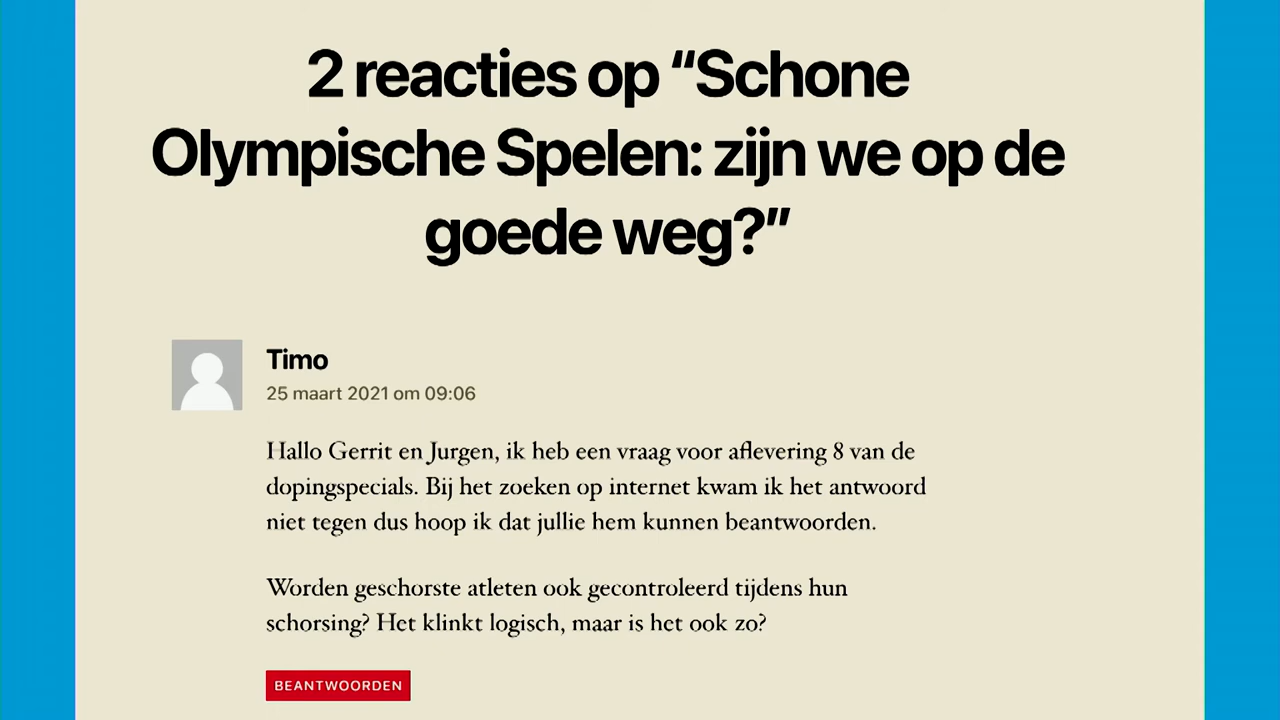 2 reacties op “Schone
Olympische Spelen: zijn we op de
goede weg?”
Timo
25 maart 2021 om 09:06
Hallo Gerrit en Jurgen, ik heb een vraag voor aflevering 8 van de
dopingspecials. Bij het zoeken op internet kwam ik het antwoord
niet tegen dus hoop ik dat jullie hem kunnen beantwoorden.
Worden geschorste atleten ook gecontroleerd tijdens hun
schorsing? Het klinkt logisch, maar is het ook zo?
BEANTWOORDEN